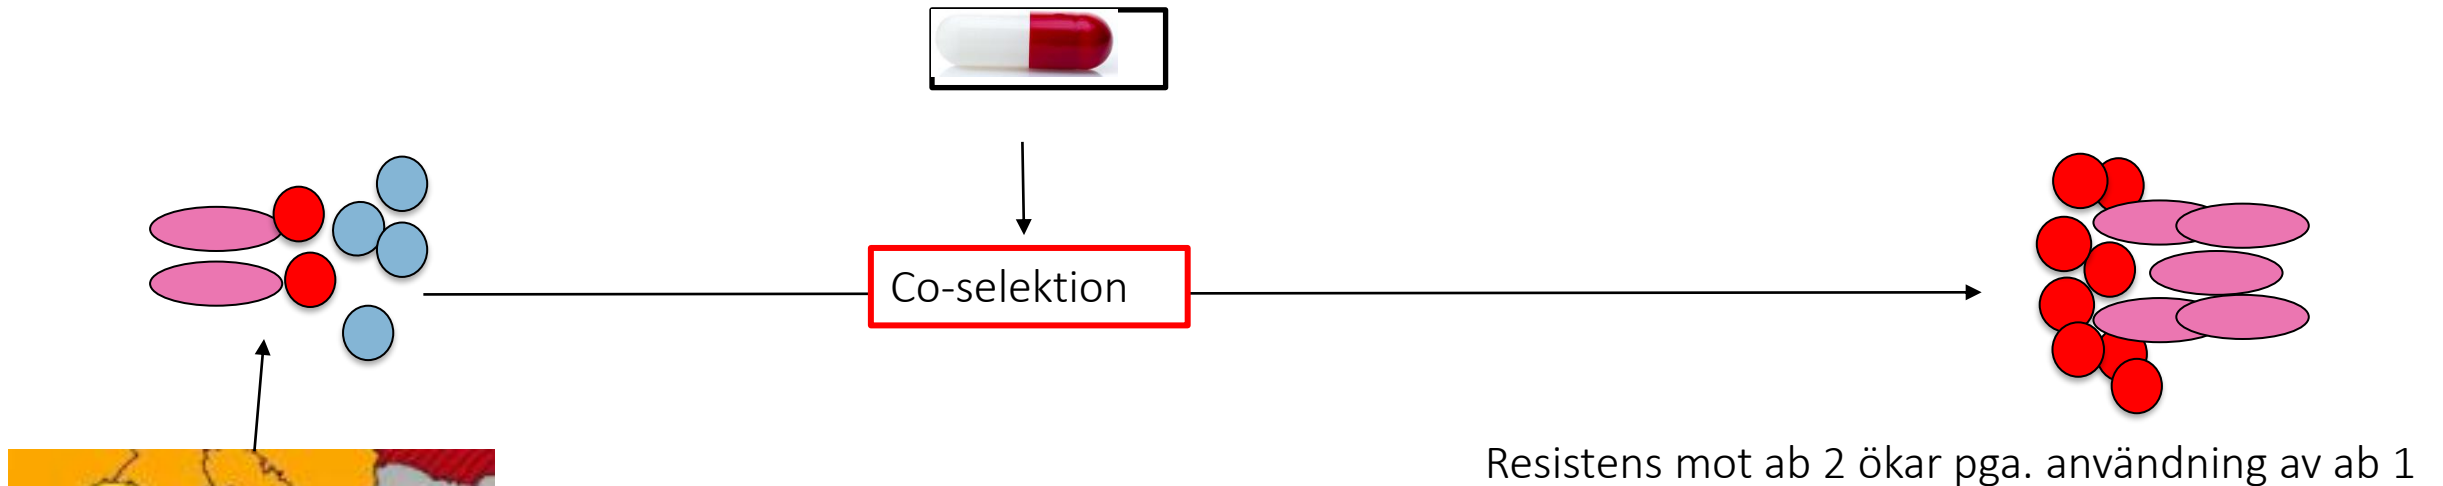 Co-selektion
Resistens mot ab 2 ökar pga. användning av ab 1